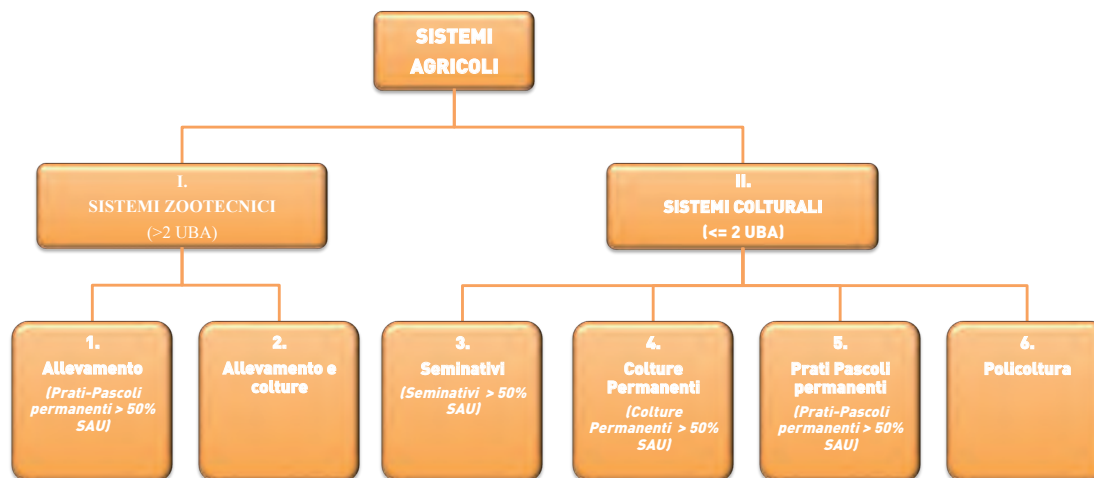 SISTEMI
AGRICOLI
I.
SISTEMI ZOOTECNICI
(>2 UBA)
II.
SISTEMI COLTURALI
(<= 2 UBA)
1.
Allevamento
(Prati-Pascoli
permanenti > 50%
SAU)
2.
Allevamento e
colture
3.
Seminativi
(Seminativi > 50%
SAU)
4.
Colture
Permanenti
(Colture
Permanenti > 50%
SAU)
5.
Prati Pascoli
permanenti
(Prati-Pascoli
permanenti > 50%
SAU)
6.
Policoltura